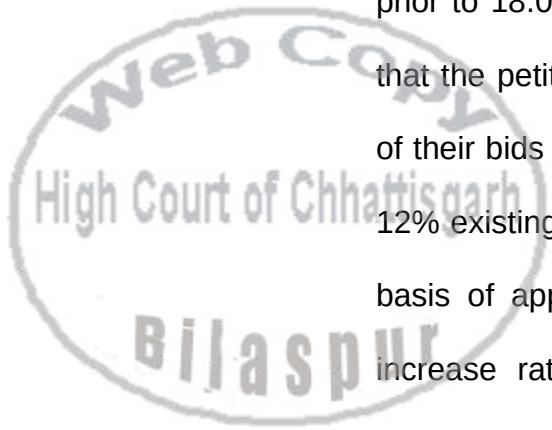 prior to 18.0
Web Copy
that the petit
of their bids
High Court of Chhattisgarh
12% existing
basis of app
Bilaspur
increase rat